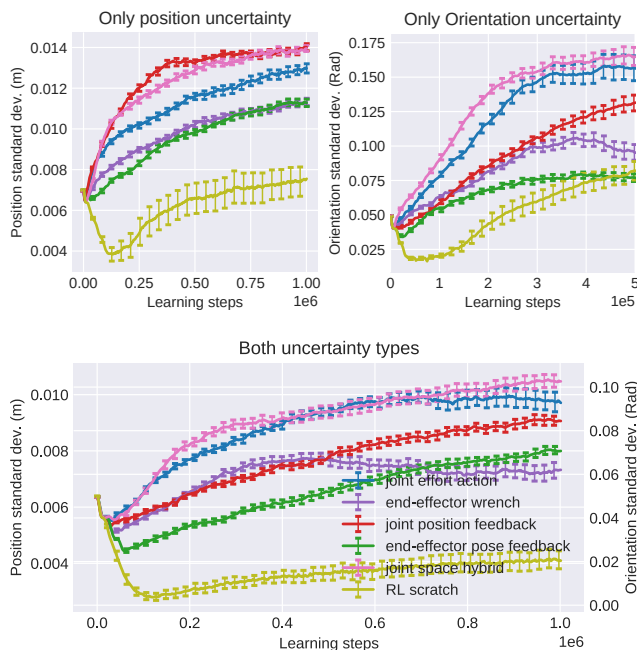 Only position uncertainty
0.014
0.012
0.010
0.008
0.006
0.004
Position standard dev. (m)
0.00
0.25
0.50
0.75
1.00
Learning steps
1e6
Only Orientation uncertainty
0.175
0.150
0.125
0.100
0.075
0.050
0.025
Orientation standard dev. (Rad)
0
1
2
3
4
5
Learning steps
1e5
Both uncertainty types
0.010
0.008
0.006
0.004
Position standard dev. (m)
0.10
0.08
0.06
0.04
0.02
0.00
Orientation standard dev. (Rad)
joint effort action
end-effector wrench
joint position feedback
end-effector pose feedback
joint space hybrid
RL scratch
0.0
0.2
0.4
0.6
0.8
1.0
Learning steps
1e6